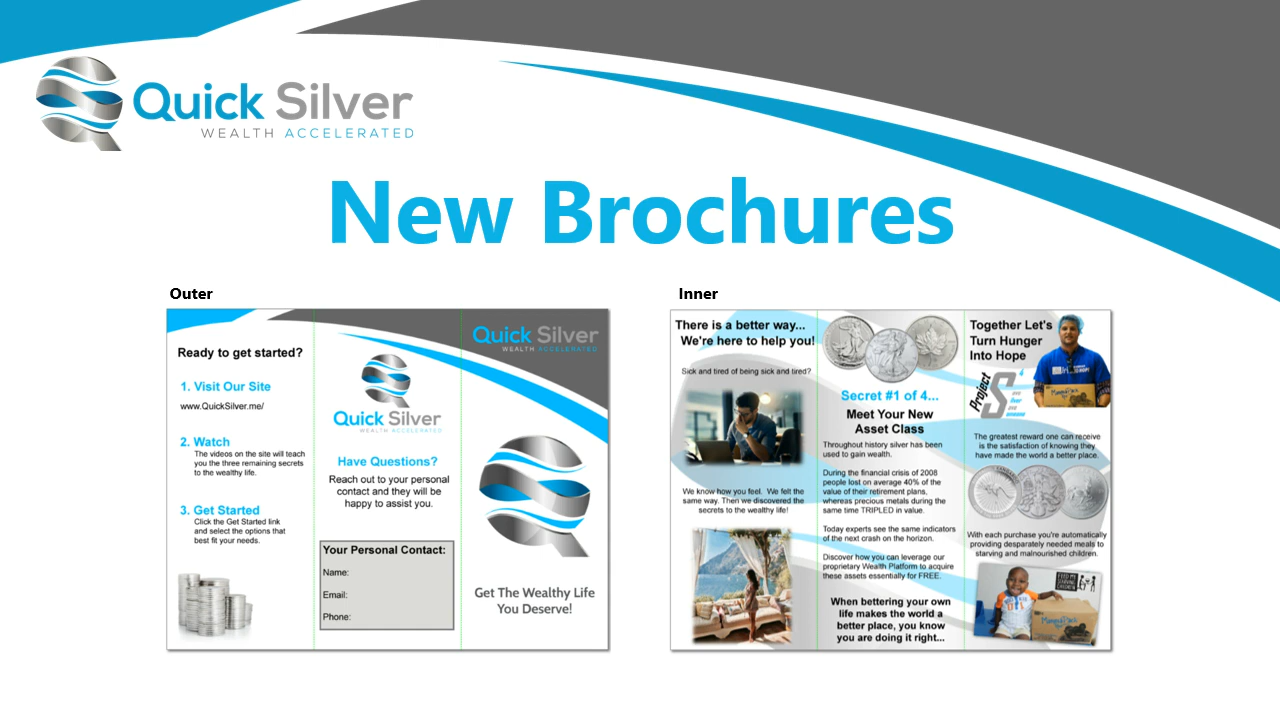 Quick Silver
WEALTH ACCELERATED
New Brochures
Outer
Ready to get started?
1. Visit Our Site
www.QuickSilver.me/
2. Watch
The videos on the site will teach
you the three remaining secrets
to the wealthy life.
3. Get Started
Click the Get Started link
and select the options that
best fit your needs.
Quick Silver
WEALTH ACCELERATED
Have Questions?
Reach out to your personal
contact and they will be
happy to assist you.
Your Personal Contact:
Name:
Email:
Phone:
Quick Silver
WEALTH ACCELERATED
Get The Wealthy Life
You Deserve!
Inner
There is a better way...
We're here to help you!
Sick and tired of being sick and tired?
We know how you feel. We felt the
same way. Then we discovered the
secrets to the wealthy life!
Secret #1 of 4...
Meet Your New
Asset Class
Throughout history silver has been
used to gain wealth.
During the financial crisis of 2008
people lost on average 40% of the
value of their retirement plans,
whereas precious metals during the
same time TRIPLED in value.
Today experts see the same indicators
of the next crash on the horizon.
Discover how you can leverage our
proprietary Wealth Platform to acquire
these assets essentially for FREE.
When bettering your own
life makes the world a
better place, you know
you are doing it right...
Together Let's
Turn Hunger
Into Hope
Project
S
4
The greatest reward one can receive
is the satisfaction of knowing they
have made the world a better place.
With each purchase you're automatically
providing desparately needed meals to
starving and malnourished children.
FEED MY
STARVING
CHILDREN